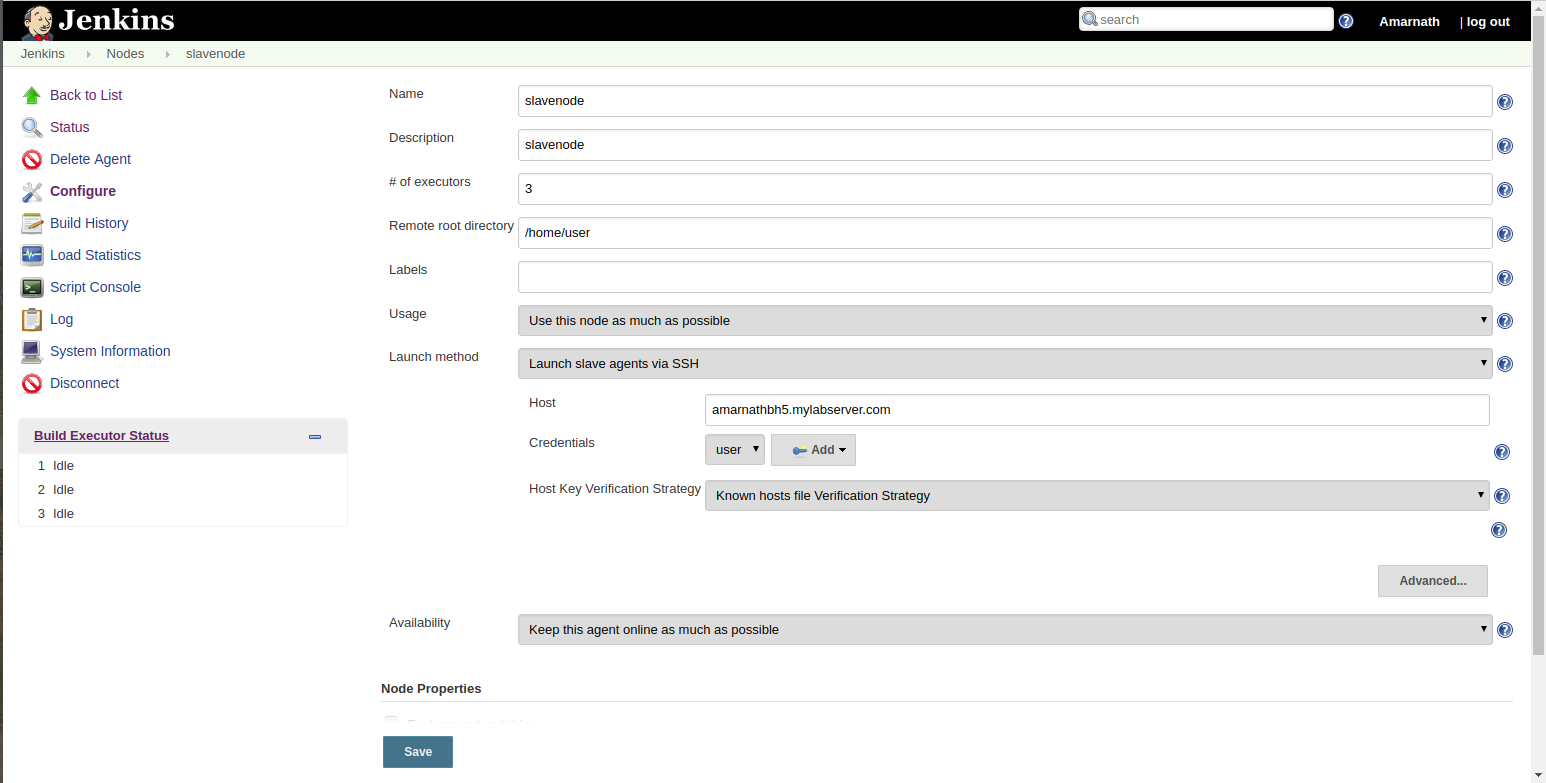 Jenkins
search
Amarnath | log out
Jenkins Nodes slavenode
Back to List
Status
Delete Agent
Configure
Build History
Load Statistics
Script Console
Log
System Information
Disconnect
Build Executor Status
1 Idle
2 Idle
3 Idle
Name slavenode
Description slavenode
# of executors 3
Remote root directory /home/user
Labels
Usage Use this node as much as possible
Launch method Launch slave agents via SSH
Host amarnathbh5.mylabserver.com
Credentials user Add
Host Key Verification Strategy Known hosts file Verification Strategy
Advanced...
Availability Keep this agent online as much as possible
Node Properties
Save